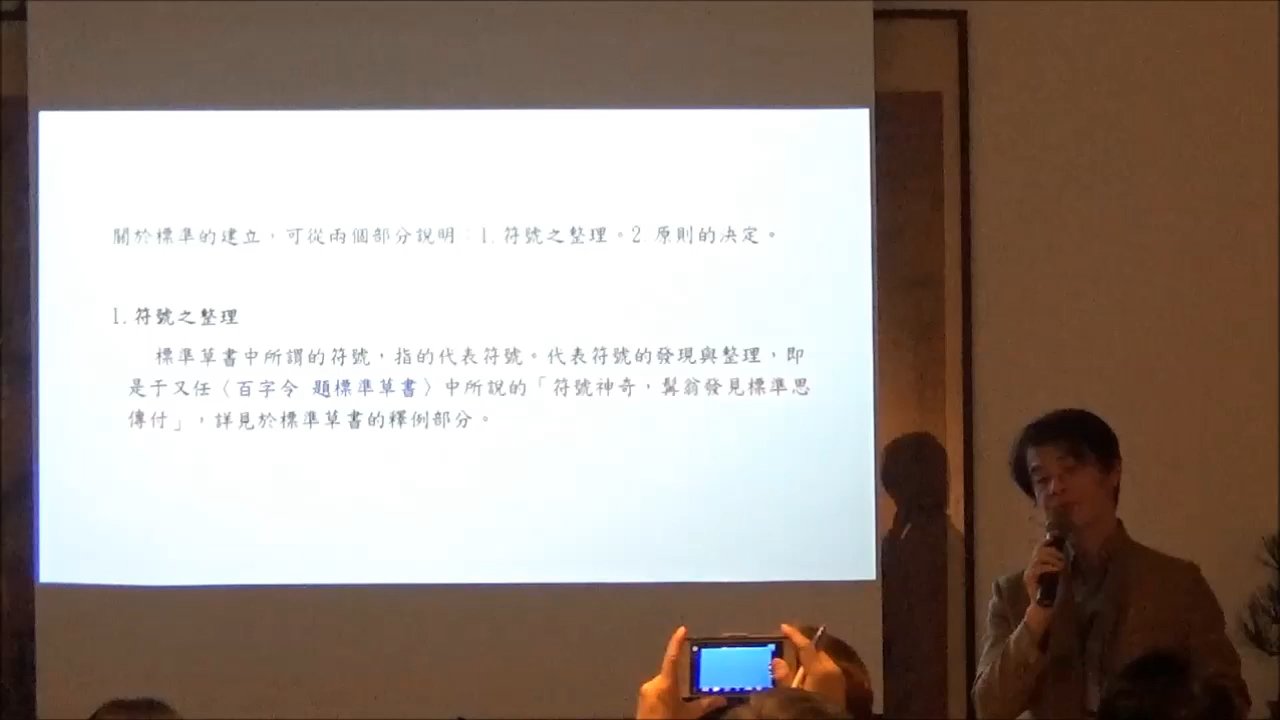 關於標準的建立，可從兩個部分說明：1. 符號之整理。2. 原則的決定。
1. 符號之整理
標準草書中所謂的符號，指的代表符號。代表符號的發現與整理，即
是于又任〈百字令 題標準草書〉中所說的「符號神奇，髯翁發見標準思
傳付」，詳見於標準草書的釋例部分。